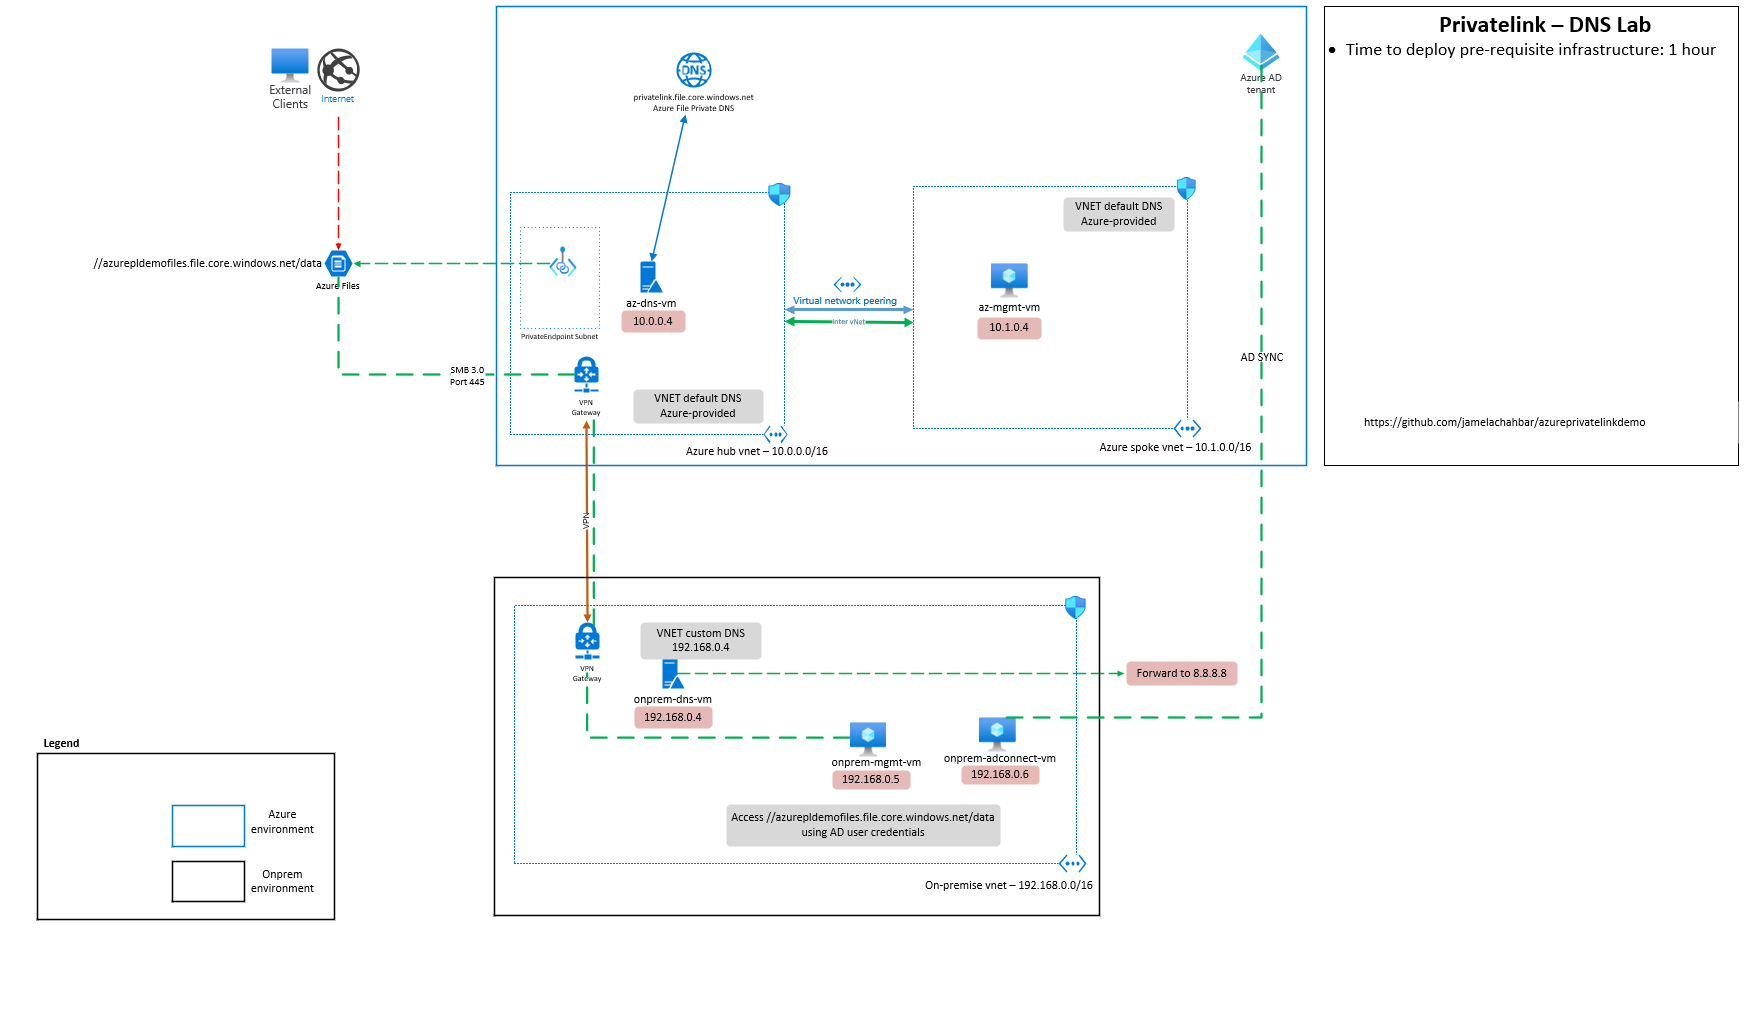 Privatelink – DNS Lab
• Time to deploy pre-requisite infrastructure: 1 hour
https://github.com/jamelachahbar/azureprivatelinkdemo
External
Clients
Internet
DNS
privatelink.file.core.windows.net
Azure File Private DNS
Azure AD
tenant
VNET default DNS
Azure-provided
//azurepldemofiles.file.core.windows.net/data
Azure Files
az-dns-vm
10.0.0.4
PrivateEndpoint Subnet
Virtual network peering
Inter vNet
az-mgmt-vm
10.1.0.4
AD SYNC
SMB 3.0
Port 445
VPN
Gateway
VNET default DNS
Azure-provided
Azure hub vnet – 10.0.0.0/16
Azure spoke vnet – 10.1.0.0/16
VPN
VNET custom DNS
192.168.0.4
VPN
Gateway
onprem-dns-vm
192.168.0.4
Forward to 8.8.8.8
onprem-mgmt-vm
192.168.0.5
onprem-adconnect-vm
192.168.0.6
Access //azurepldemofiles.file.core.windows.net/data
using AD user credentials
On-premise vnet – 192.168.0.0/16
Legend
Azure
environment
Onprem
environment